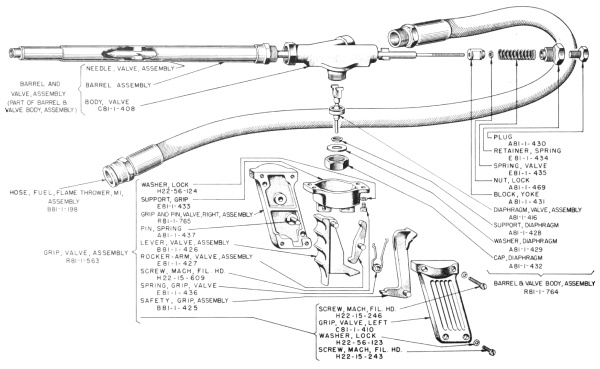 NEEDLE, VALVE, ASSEMBLY
BARREL ASSEMBLY
BODY, VALVE
C81-1-408
BARREL AND
VALVE, ASSEMBLY
(PART OF BARREL &
VALVE BODY, ASSEMBLY)
HOSE, FUEL, FLAME THROWER, M1,
ASSEMBLY
B81-1-198
PLUG
A81-1-430
RETAINER, SPRING
E81-1-434
SPRING, VALVE
E81-1-435
NUT, LOCK
A81-1-469
BLOCK, YOKE
A81-1-431
DIAPHRAGM, VALVE, ASSEMBLY
A81-1-416
SUPPORT, DIAPHRAGM
A81-1-428
WASHER, DIAPHRAGM
A81-1-429
CAP, DIAPHRAGM
A81-1-432
BARREL & VALVE BODY, ASSEMBLY
R81-1-764
WASHER, LOCK
H22-56-124
SUPPORT, GRIP
E81-1-433
GRIP AND PIN, VALVE, RIGHT, ASSEMBLY
R81-1-765
PIN, SPRING
A81-1-437
LEVER, VALVE, ASSEMBLY
B81-1-426
ROCKER-ARM, VALVE, ASSEMBLY
E81-1-427
SCREW, MACH, FIL. HD.
H22-15-609
SPRING, GRIP, VALVE
E81-1-436
SAFETY, GRIP, ASSEMBLY
B81-1-425
GRIP, VALVE, ASSEMBLY
R81-1-563
SCREW, MACH, FIL. HD.
H22-15-246
GRIP, VALVE, LEFT
C81-1-410
WASHER, LOCK
H22-56-123
SCREW, MACH, FIL. HD.
H22-15-243